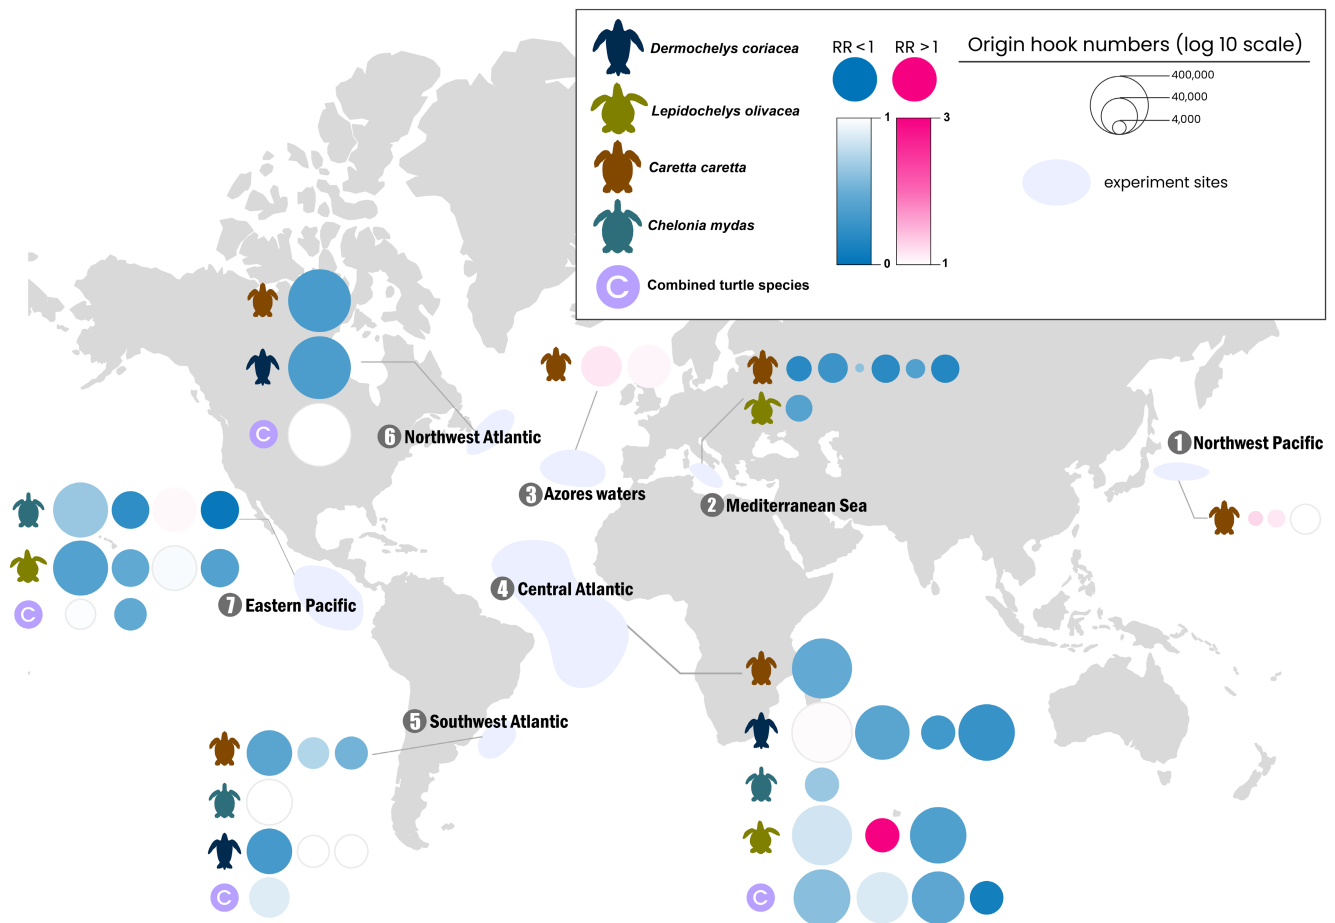 Dermochelys coriacea
Lepidochelys olivacea
Caretta caretta
Chelonia mydas
C Combined turtle species
RR <1 RR >1
1 3
0 1
Origin hook numbers (log 10 scale)
400,000
40,000
4,000
experiment sites
C
6 Northwest Atlantic
3 Azores waters
2 Mediterranean Sea
1 Northwest Pacific
4 Central Atlantic
C
7 Eastern Pacific
5 Southwest Atlantic
C
C